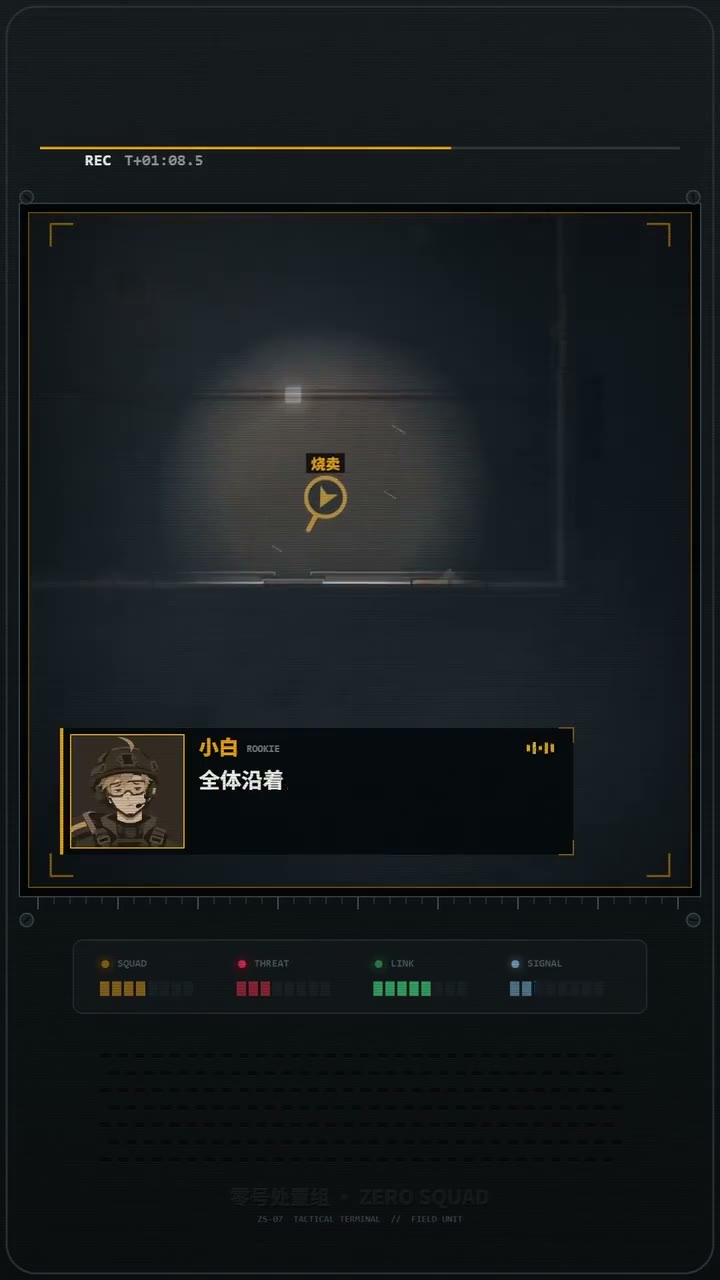 REC T+01:08.5
烧卖
小白 ROOKIE
全体沿着
SQUAD THREAT LINK SIGNAL
零号处置组 • ZERO SQUAD
ZS-07 TACTICAL TERMINAL // FIELD UNIT